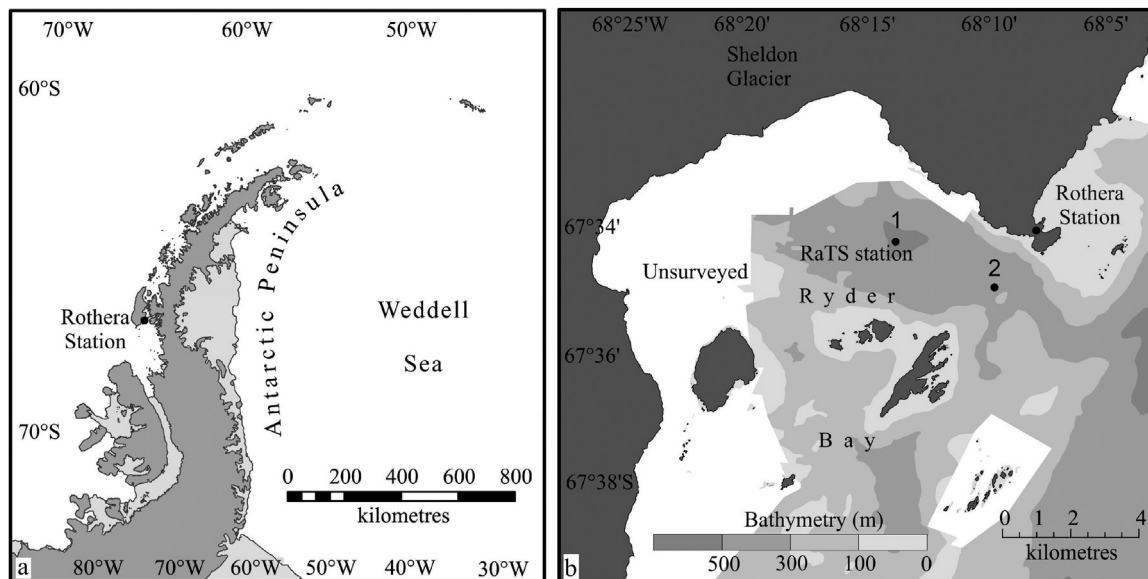 70°W
60°W
50°W
60°S
Antarctic Peninsula
Rothera
Station
Weddell
Sea
70°S
0 200 400 600 800
kilometres
a
80°W 70°W 60°W 50°W 40°W 30°W
68°25'W 68°20' 68°15' 68°10' 68°5'
Sheldon
Glacier
Rothera
Station
67°34'
1
RaTS station
2
Unsurveyed
Ryder
67°36'
Bay
67°38'S
Bathymetry (m)
500 300 100 0
0 1 2 4
kilometres
b